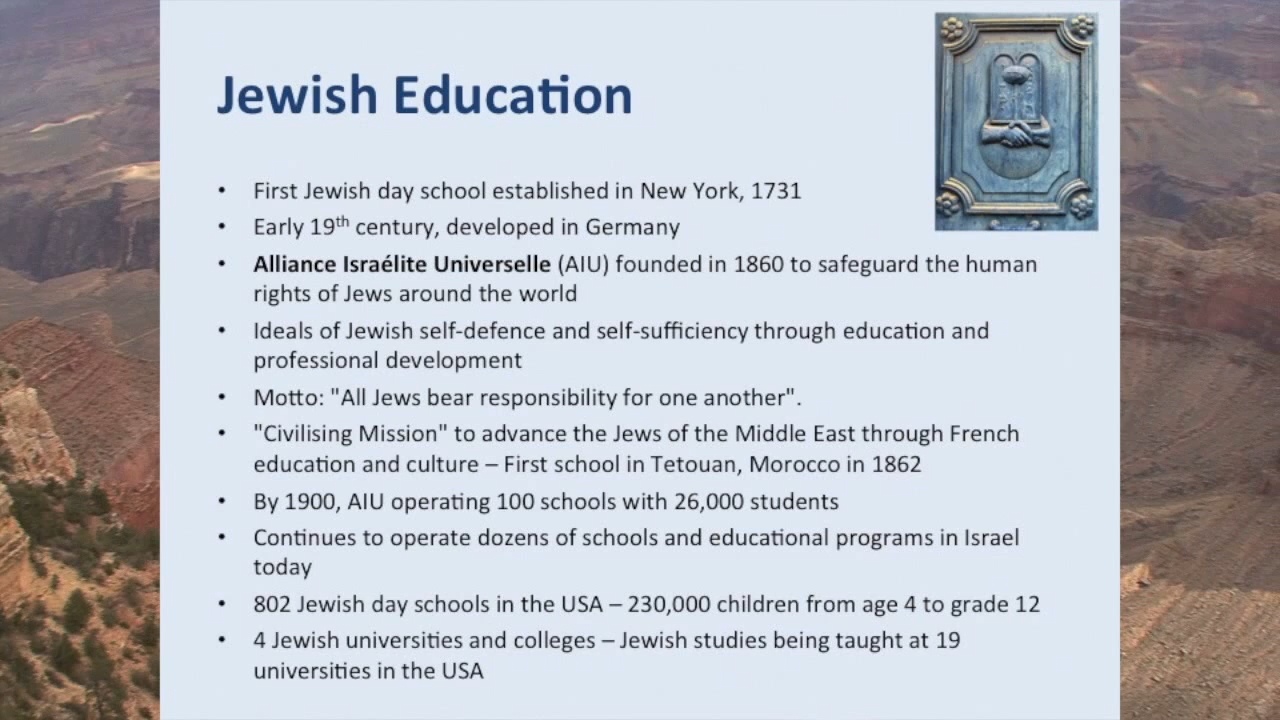 Jewish Education
• First Jewish day school established in New York, 1731
• Early 19th century, developed in Germany
• Alliance Israélite Universelle (AIU) founded in 1860 to safeguard the human
rights of Jews around the world
• Ideals of Jewish self-defence and self-sufficiency through education and
professional development
• Motto: "All Jews bear responsibility for one another".
• "Civilising Mission" to advance the Jews of the Middle East through French
education and culture – First school in Tetouan, Morocco in 1862
• By 1900, AIU operating 100 schools with 26,000 students
• Continues to operate dozens of schools and educational programs in Israel
today
• 802 Jewish day schools in the USA – 230,000 children from age 4 to grade 12
• 4 Jewish universities and colleges – Jewish studies being taught at 19
universities in the USA